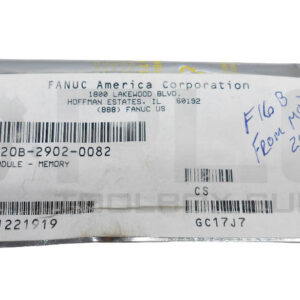 FANUC America Corporation
1800 LAKEWOOD BLVD.
HOFFMAN ESTATES, IL 60192
(888) FANUC US
20B-2902-0082
ODULE - MEMORY
CS
221919
GC17J7
F16B
FROM M